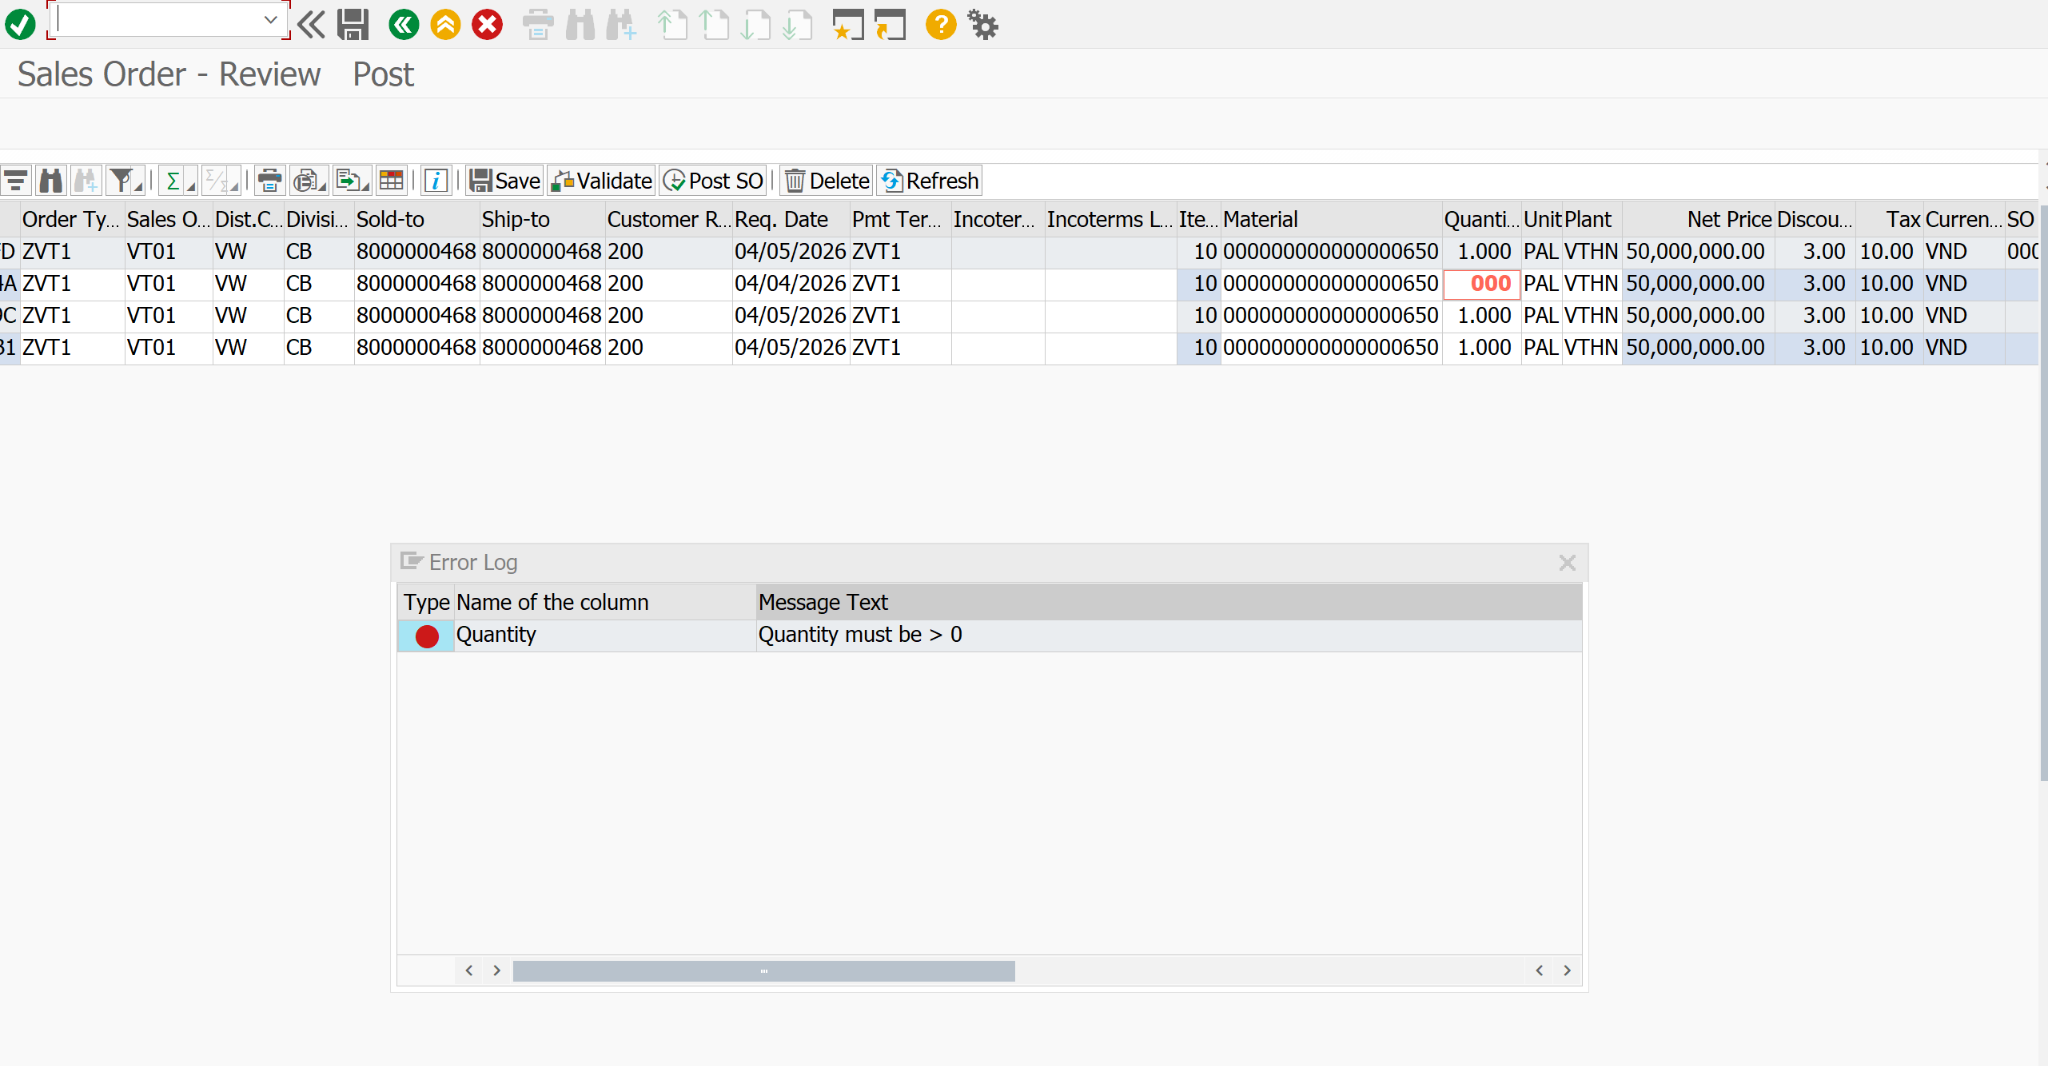 Sales Order - Review Post
Save Validate Post SO Delete Refresh
Order Ty... Sales O... Dist.C... Divisi... Sold-to Ship-to Customer R... Req. Date Pmt Ter... Incoter... Incoterms L... Ite... Material Quanti... Unit Plant Net Price Discou... Tax Curren... SO
D ZVT1 VT01 VW CB 8000000468 8000000468 200 04/05/2026 ZVT1 10 000000000000000650 1.000 PAL VTHN 50,000,000.00 3.00 10.00 VND 000
A ZVT1 VT01 VW CB 8000000468 8000000468 200 04/04/2026 ZVT1 10 000000000000000650 000 PAL VTHN 50,000,000.00 3.00 10.00 VND
C ZVT1 VT01 VW CB 8000000468 8000000468 200 04/05/2026 ZVT1 10 000000000000000650 1.000 PAL VTHN 50,000,000.00 3.00 10.00 VND
31 ZVT1 VT01 VW CB 8000000468 8000000468 200 04/05/2026 ZVT1 10 000000000000000650 1.000 PAL VTHN 50,000,000.00 3.00 10.00 VND
Error Log
Type Name of the column Message Text
Quantity Quantity must be > 0